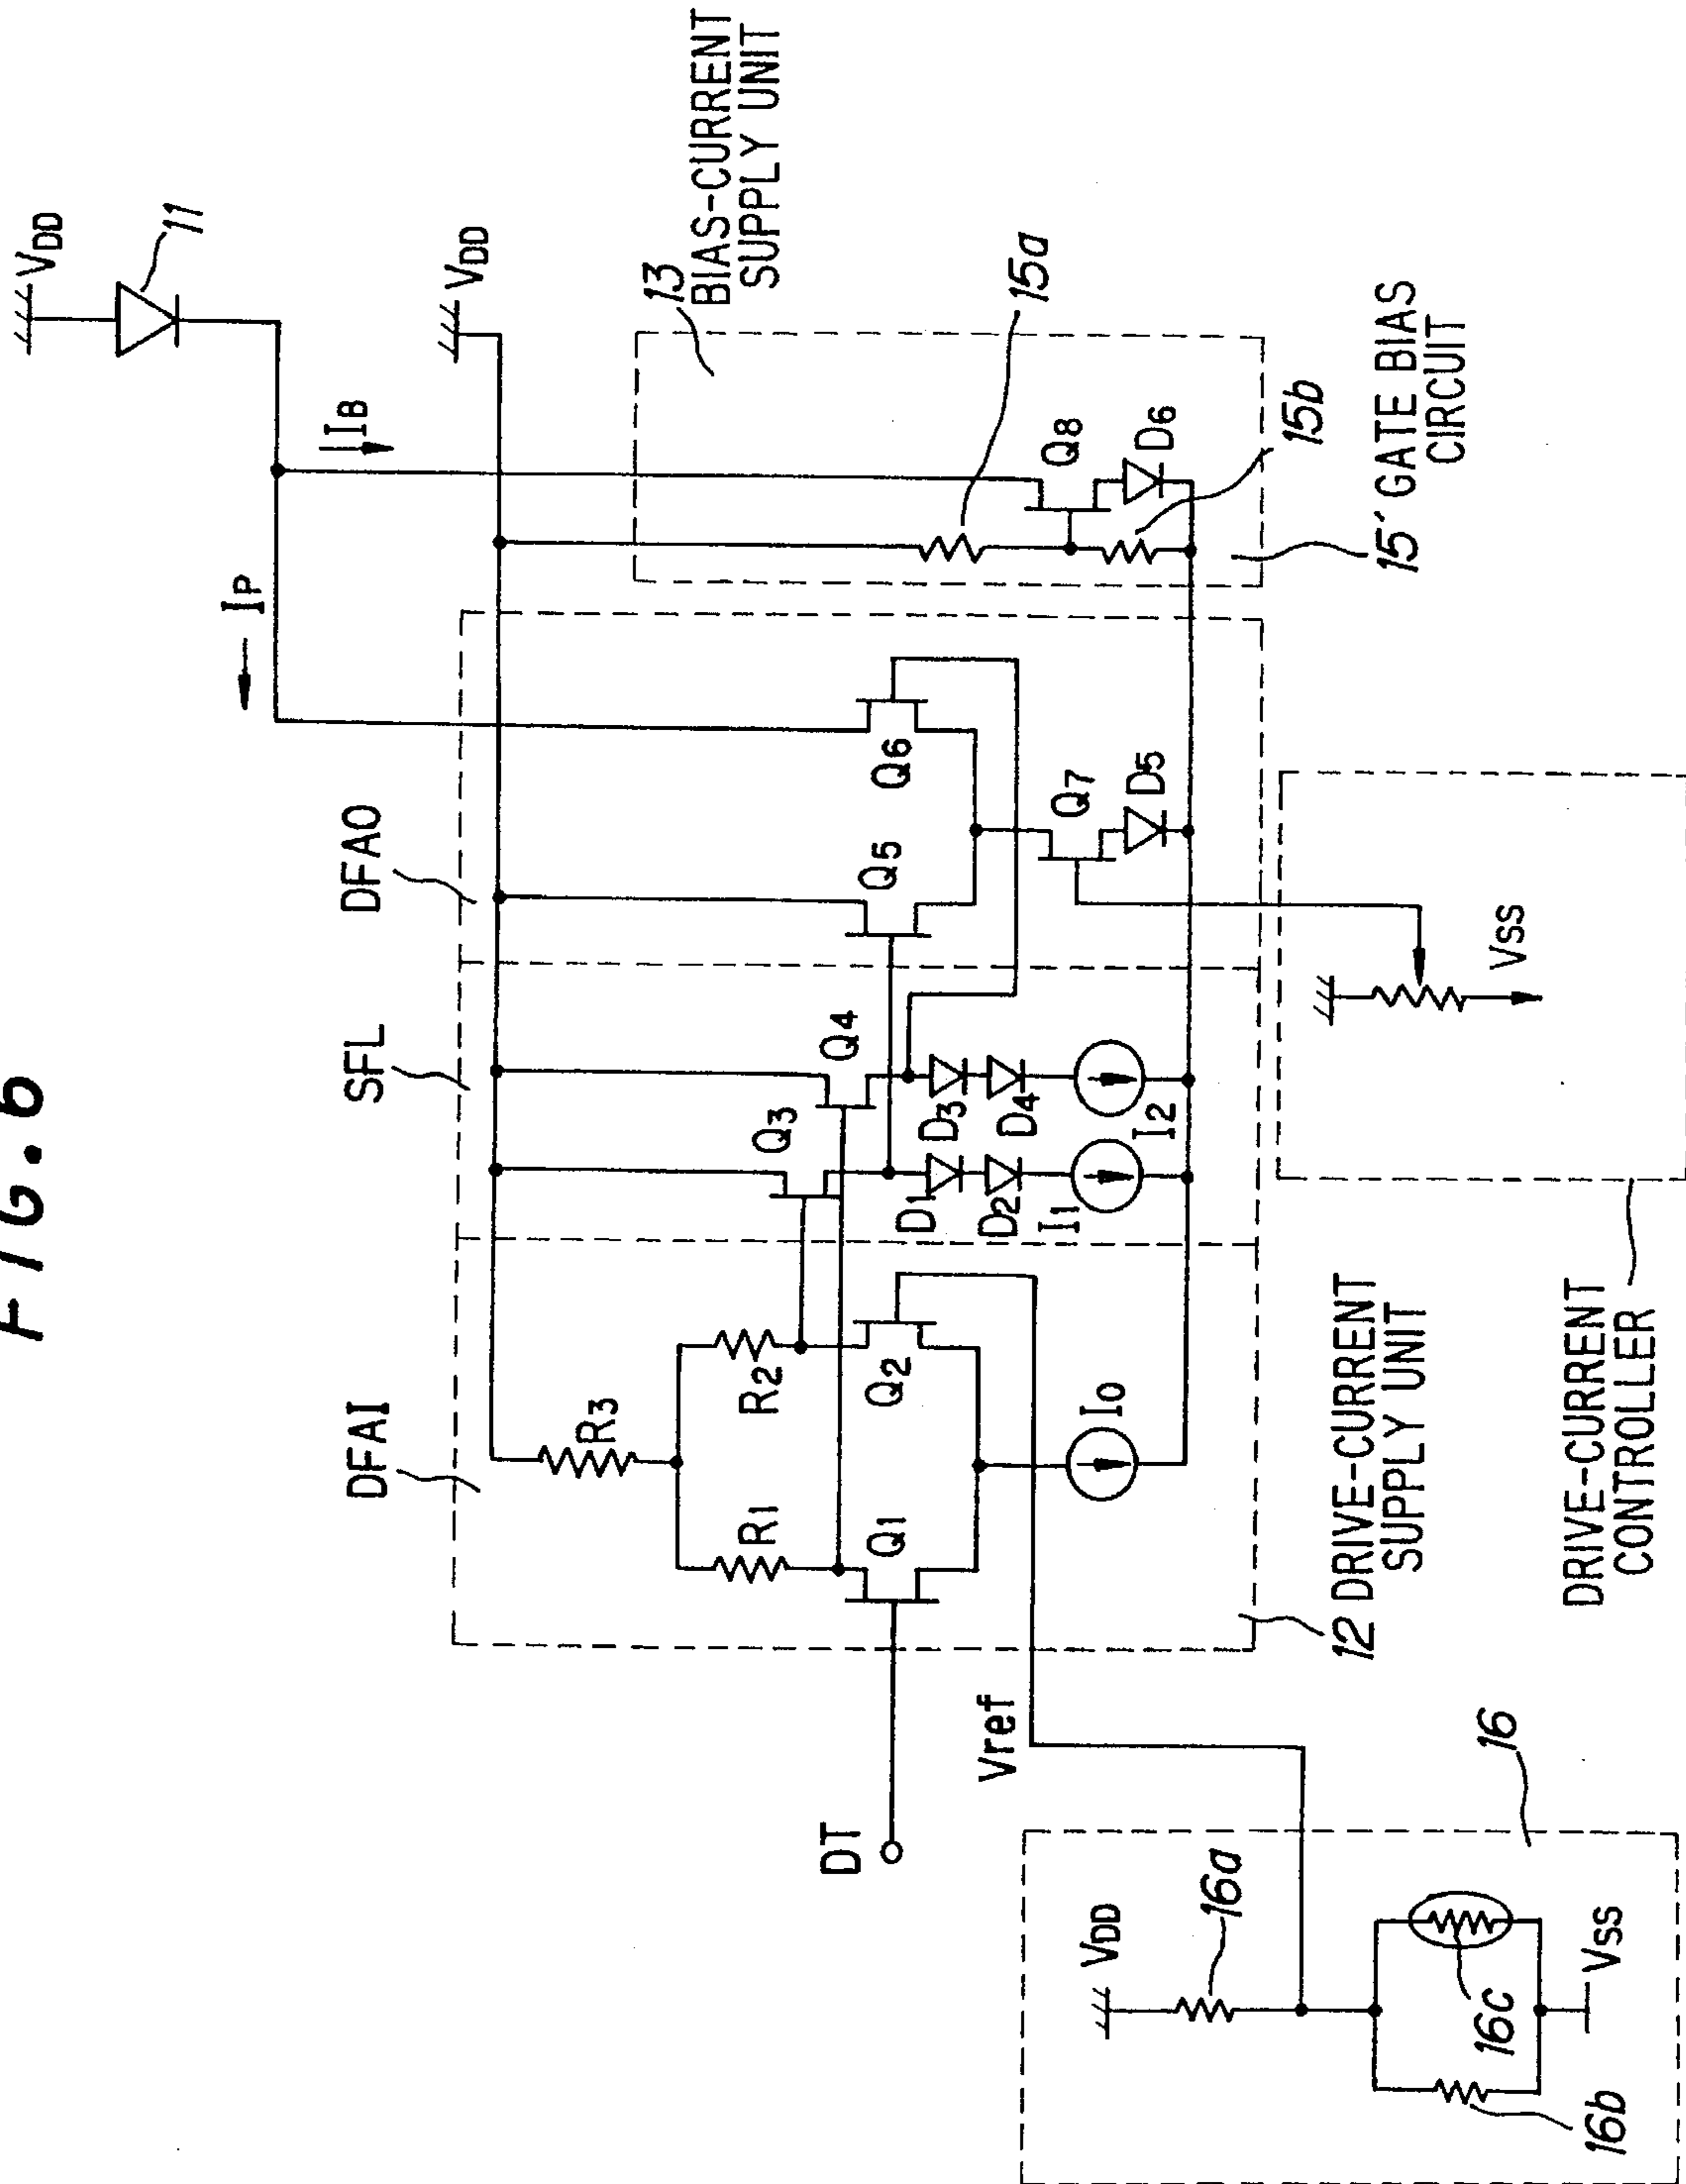 FIG. 6
VDD
11
IP
IB
VDD
DFAI
SFL
DFAO
13
BIAS-CURRENT
SUPPLY UNIT
15a
R3
R1
R2
Q1
Q2
Q3
Q4
Q5
Q6
Q7
Q8
D1
D2
D3
D4
D5
D6
I0
I1
I2
15b
15′ GATE BIAS
CIRCUIT
DT
Vref
12 DRIVE-CURRENT
SUPPLY UNIT
VSS
DRIVE-CURRENT
CONTROLLER
16
VDD
16a
16b
16c
VSS